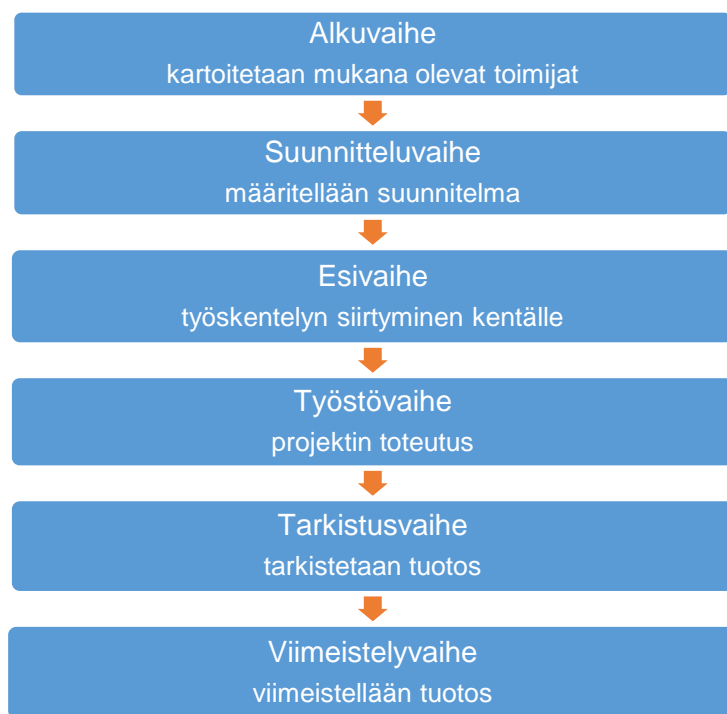 Alkuvaihe
kartoitetaan mukana olevat toimijat
Suunnitteluvaihe
määritellään suunnitelma
Esivaihe
työskentelyn siirtyminen kentälle
Työstövaihe
projektin toteutus
Tarkistusvaihe
tarkistetaan tuotos
Viimeistelyvaihe
viimeistellään tuotos